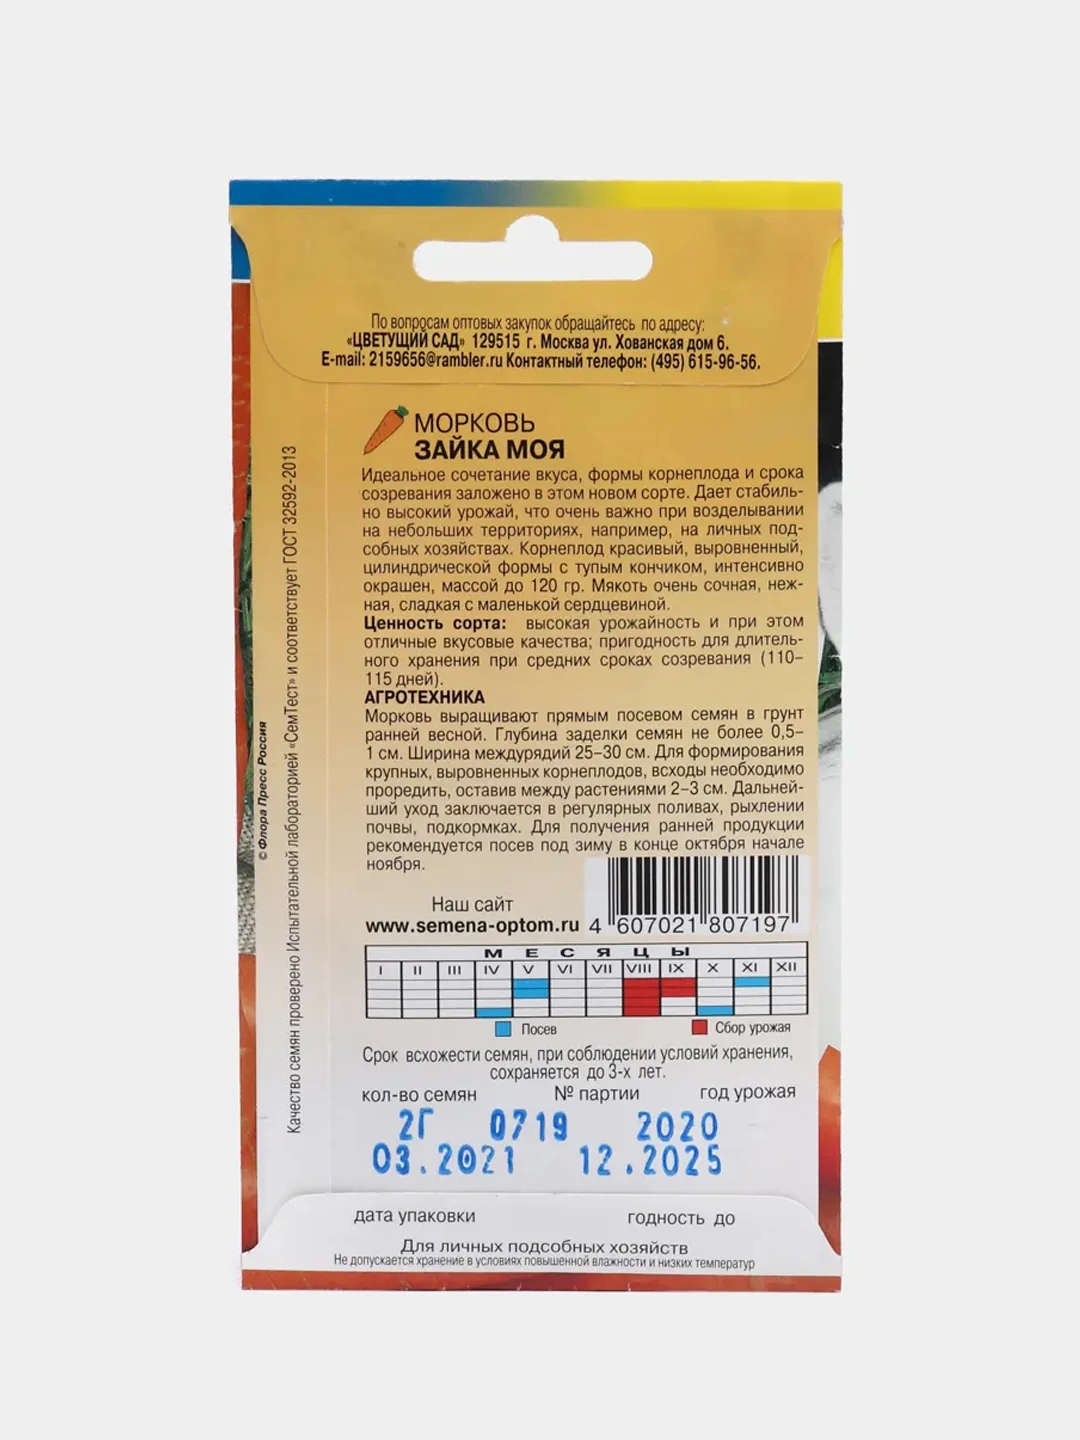 По вопросам оптовых закупок обращайтесь по адресу:
«ЦВЕТУЩИЙ САД» 129515 г. Москва ул. Хованская дом 6.
E-mail: 2159656@rambler.ru Контактный телефон: (495) 615-96-56.
МОРКОВЬ
ЗАЙКА МОЯ
Идеальное сочетание вкуса, формы корнеплода и срока
созревания заложено в этом новом сорте. Дает стабиль-
но высокий урожай, что очень важно при возделывании
на небольших территориях, например, на личных под-
собных хозяйствах. Корнеплод красивый, выровненный,
цилиндрической формы с тупым кончиком, интенсивно
окрашен, массой до 120 гр. Мякоть очень сочная, неж-
ная, сладкая с маленькой сердцевиной.
Ценность сорта: высокая урожайность и при этом
отличные вкусовые качества; пригодность для длитель-
ного хранения при средних сроках созревания (110–
115 дней).
АГРОТЕХНИКА
Морковь выращивают прямым посевом семян в грунт
ранней весной. Глубина заделки семян не более 0,5–
1 см. Ширина междурядий 25–30 см. Для формирования
крупных, выровненных корнеплодов, всходы необходимо
проредить, оставив между растениями 2–3 см. Дальней-
ший уход заключается в регулярных поливах, рыхлении
почвы, подкормках. Для получения ранней продукции
рекомендуется посев под зиму в конце октября начале
ноября.
Наш сайт
www.semena-optom.ru
4 607021 807197
МЕСЯЦЫ
I II III IV V VI VII VIII IX X XI XII
Посев Сбор урожая
Срок всхожести семян, при соблюдении условий хранения,
сохраняется до 3-х лет.
кол-во семян № партии год урожая
2Г 0719 2020
03.2021 12.2025
дата упаковки годность до
Для личных подсобных хозяйств
Не допускается хранение в условиях повышенной влажности и низких температур
© Флора Пресс Россия
Качество семян проверено Испытательной лабораторией «СемТест» и соответствует ГОСТ 32592-2013